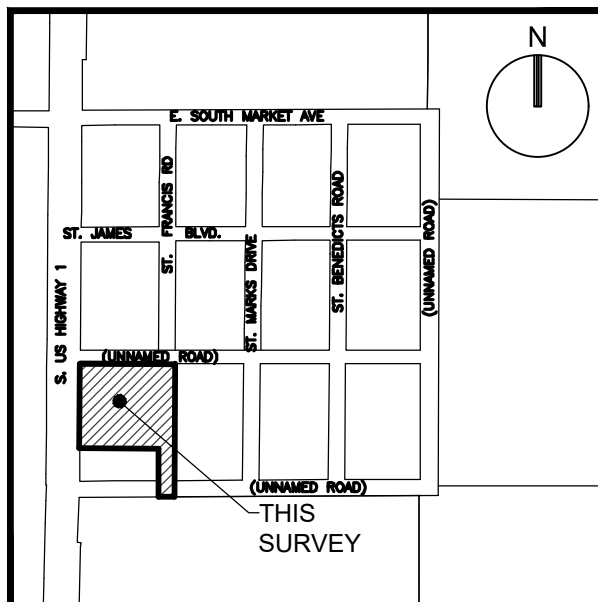 N
E. SOUTH MARKET AVE
ST. FRANCIS RD
ST. JAMES BLVD.
ST. MARKS DRIVE
ST. BENEDICTS ROAD
(UNNAMED ROAD)
S. US HIGHWAY 1
(UNNAMED ROAD)
(UNNAMED ROAD)
THIS
SURVEY